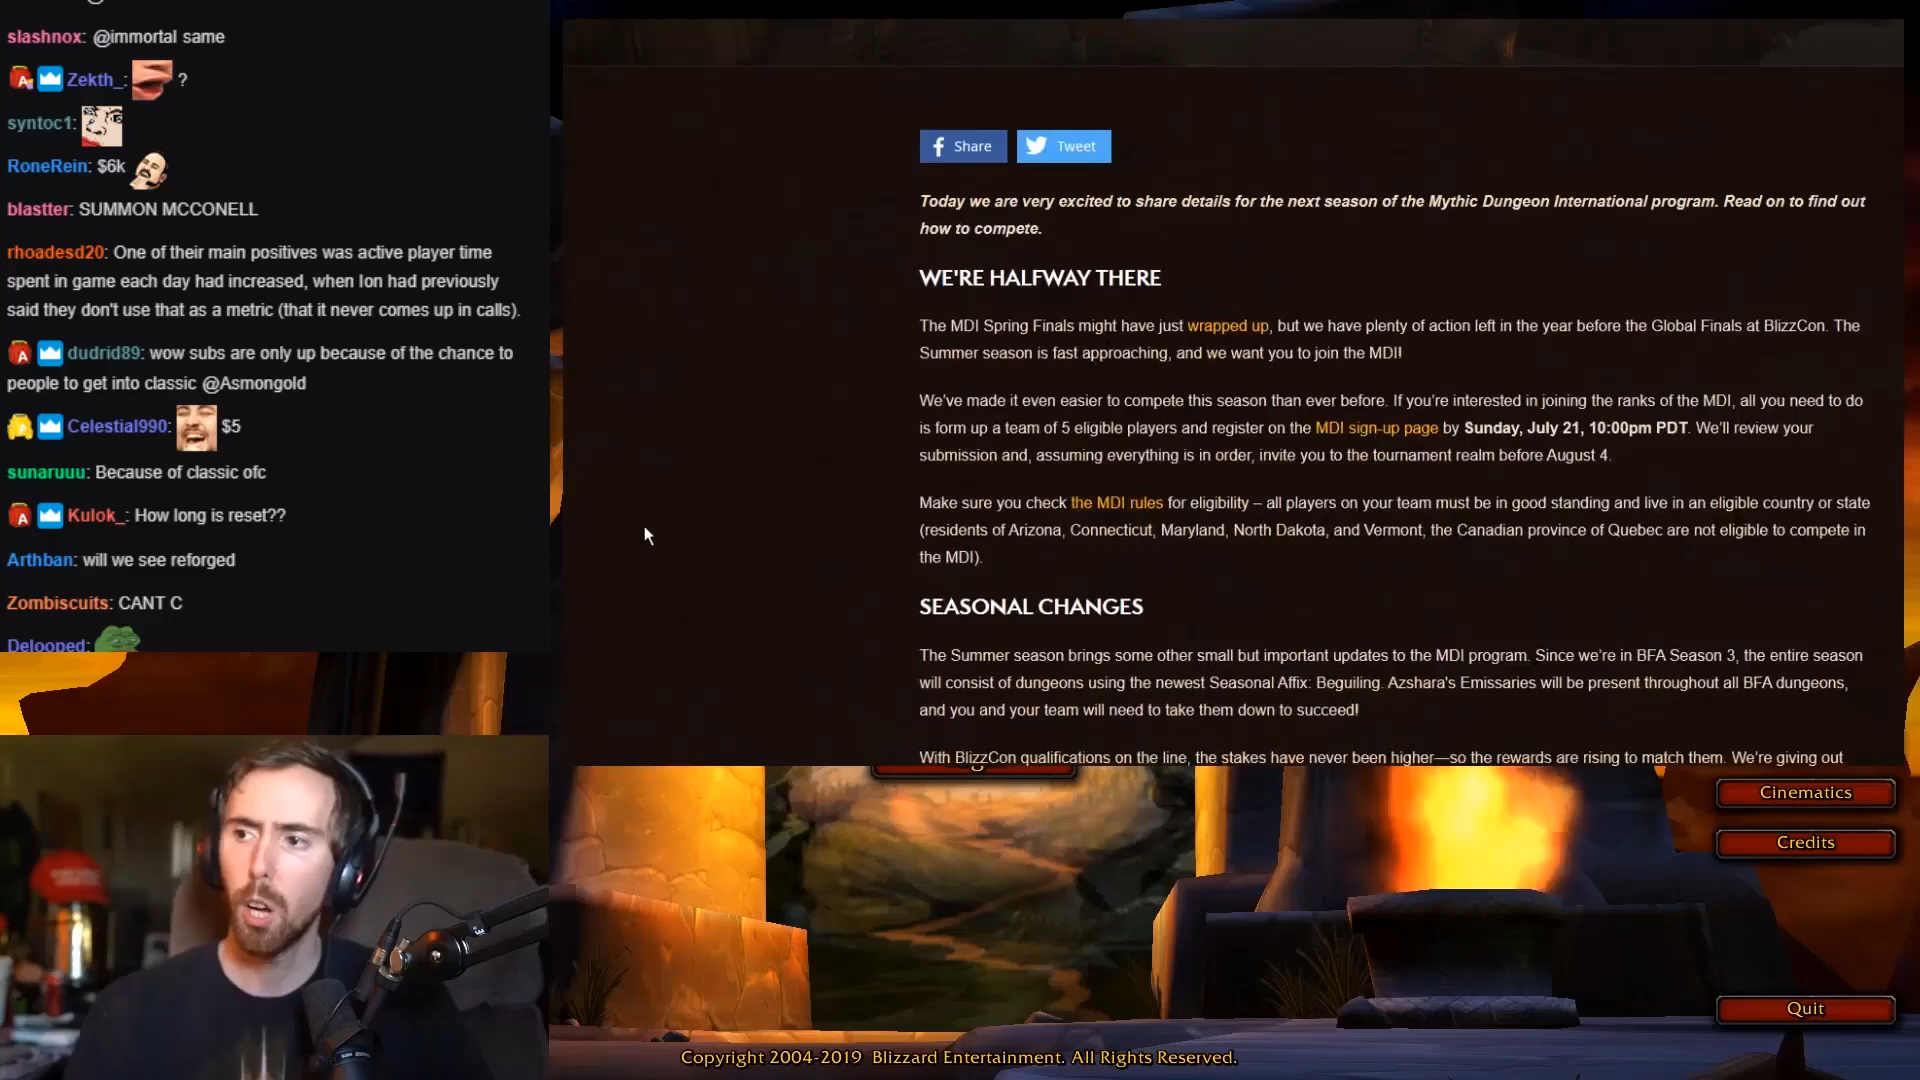 slashnox: @immortal same
Zekth_: ?
syntoc1:
RoneRein: $6k
blastter: SUMMON MCCONELL
rhoadesd20: One of their main positives was active player time
spent in game each day had increased, when Ion had previously
said they don't use that as a metric (that it never comes up in calls).
dudrid89: wow subs are only up because of the chance to
people to get into classic @Asmongold
Celestial990: $5
sunaruuu: Because of classic ofc
Kulok_: How long is reset??
Arthban: will we see reforged
Zombiscuits: CANT C
Delooped:
Share
Tweet
Today we are very excited to share details for the next season of the Mythic Dungeon International program. Read on to find out
how to compete.
WE'RE HALFWAY THERE
The MDI Spring Finals might have just wrapped up, but we have plenty of action left in the year before the Global Finals at BlizzCon. The
Summer season is fast approaching, and we want you to join the MDI!
We've made it even easier to compete this season than ever before. If you're interested in joining the ranks of the MDI, all you need to do
is form up a team of 5 eligible players and register on the MDI sign-up page by Sunday, July 21, 10:00pm PDT. We'll review your
submission and, assuming everything is in order, invite you to the tournament realm before August 4.
Make sure you check the MDI rules for eligibility – all players on your team must be in good standing and live in an eligible country or state
(residents of Arizona, Connecticut, Maryland, North Dakota, and Vermont, the Canadian province of Quebec are not eligible to compete in
the MDI).
SEASONAL CHANGES
The Summer season brings some other small but important updates to the MDI program. Since we're in BFA Season 3, the entire season
will consist of dungeons using the newest Seasonal Affix: Beguiling. Azshara's Emissaries will be present throughout all BFA dungeons,
and you and your team will need to take them down to succeed!
With BlizzCon qualifications on the line, the stakes have never been higher—so the rewards are rising to match them. We're giving out
Cinematics
Credits
Quit
Copyright 2004-2019 Blizzard Entertainment. All Rights Reserved.